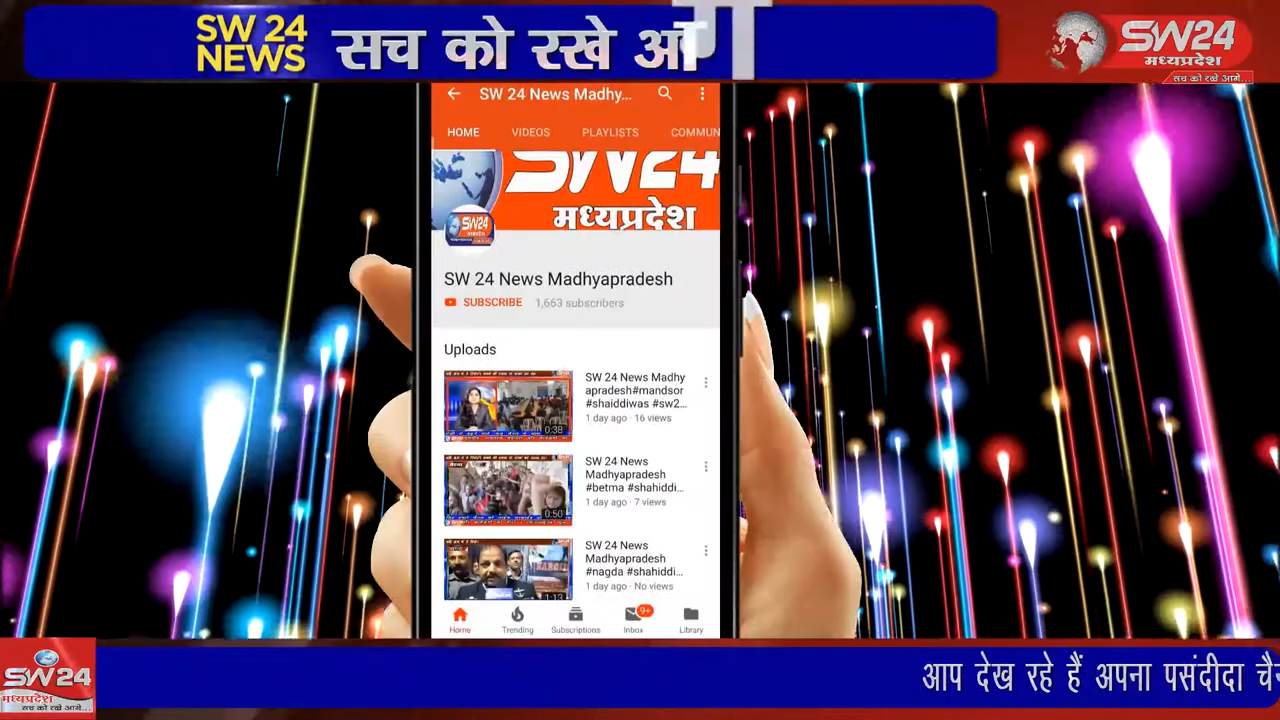 SW 24
NEWS
सच को रखे आ
SW24
मध्यप्रदेश
सच को रखे आगे...
SW 24 News Madhy...
HOME VIDEOS PLAYLISTS COMMUN
SW24
मध्यप्रदेश
SW24
SW 24 News Madhyapradesh
SUBSCRIBE 1,663 subscribers
Uploads
SW 24 News Madhy
apradesh#mandsor
#shaiddiwas #sw2...
1 day ago · 16 views
0:38
SW 24 News
Madhyapradesh
#betma #shahiddi...
1 day ago · 7 views
0:50
SW 24 News
Madhyapradesh
#nagda #shahiddi...
1 day ago · No views
1:13
9+
Home Trending Subscriptions Inbox Library
SW24
मध्यप्रदेश
सच को रखे आगे...
आप देख रहे हैं अपना पसंदीदा